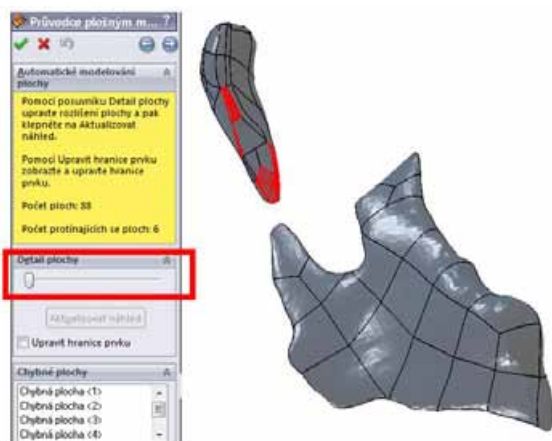 Průvodce plošným m... ?
Automatické modelování
plochy
Pomocí posuvníku Detail plochy
upravte rozlišení plochy a pak
klepněte na Aktualizovat
náhled.
Pomocí Upravit hranice prvku
zobrazte a upravte hranice
prvku.
Počet ploch: 88
Počet protínajících se ploch: 6
Detail plochy
Aktualizovat náhled
Upravit hranice prvku
Chybné plochy
Chybná plocha <1>
Chybná plocha <2>
Chybná plocha <3>
Chybná plocha <4>